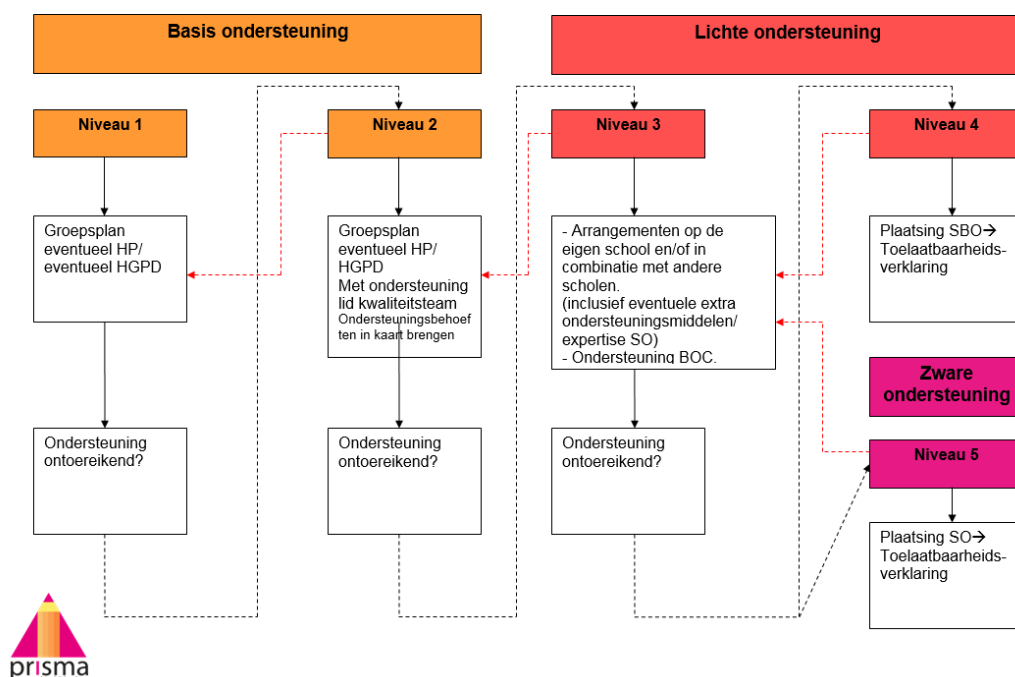 Basis ondersteuning
Lichte ondersteuning
Niveau 1
Niveau 2
Niveau 3
Niveau 4
Groepsplan
eventueel HP/
eventueel HGPD
Groepsplan
eventueel HP/
HGPD
Met ondersteuning
lid kwaliteitsteam
Ondersteuningsbehoef
ten in kaart brengen
- Arrangementen op de
eigen school en/of in
combinatie met andere
scholen.
(inclusief eventuele extra
ondersteuningsmiddelen/
expertise SO)
- Ondersteuning BOC.
Plaatsing SBO→
Toelaatbaarheids-
verklaring
Zware
ondersteuning
Niveau 5
Ondersteuning
ontoereikend?
Ondersteuning
ontoereikend?
Ondersteuning
ontoereikend?
Plaatsing SO→
Toelaatbaarheids-
verklaring
prisma